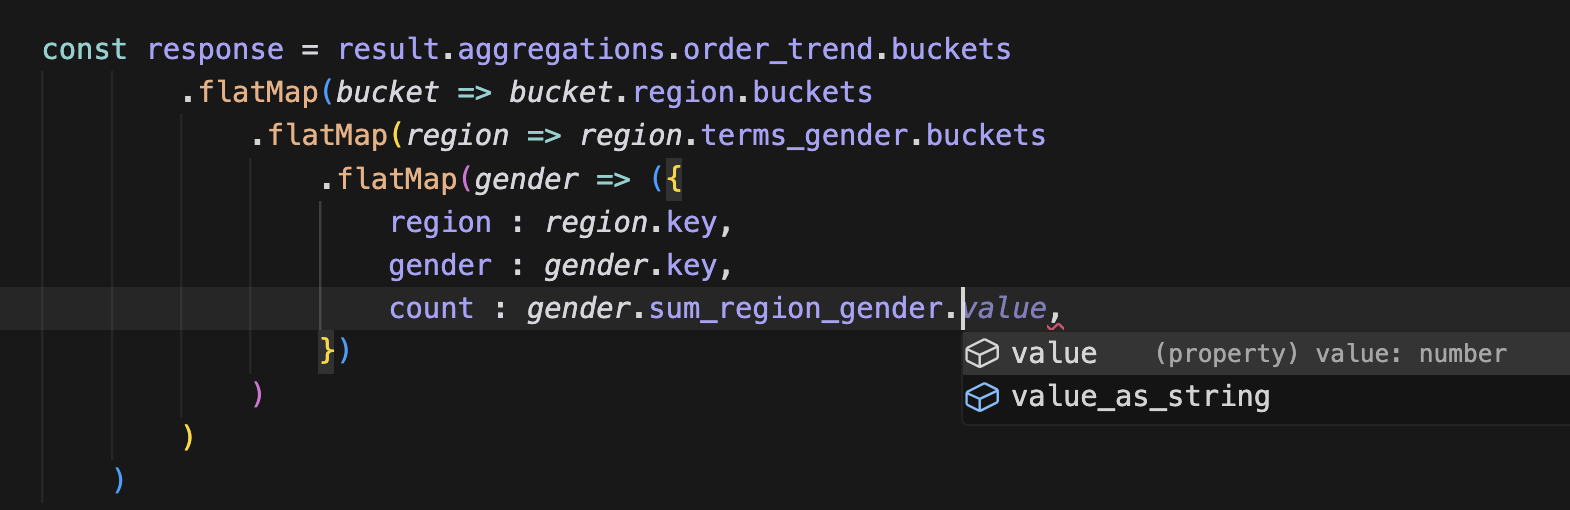 const response = result.aggregations.order_trend.buckets
.flatMap(bucket => bucket.region.buckets
.flatMap(region => region.terms_gender.buckets
.flatMap(gender => ({
region : region.key,
gender : gender.key,
count : gender.sum_region_gender.value,
value (property) value: number
})
value_as_string
)
)
)